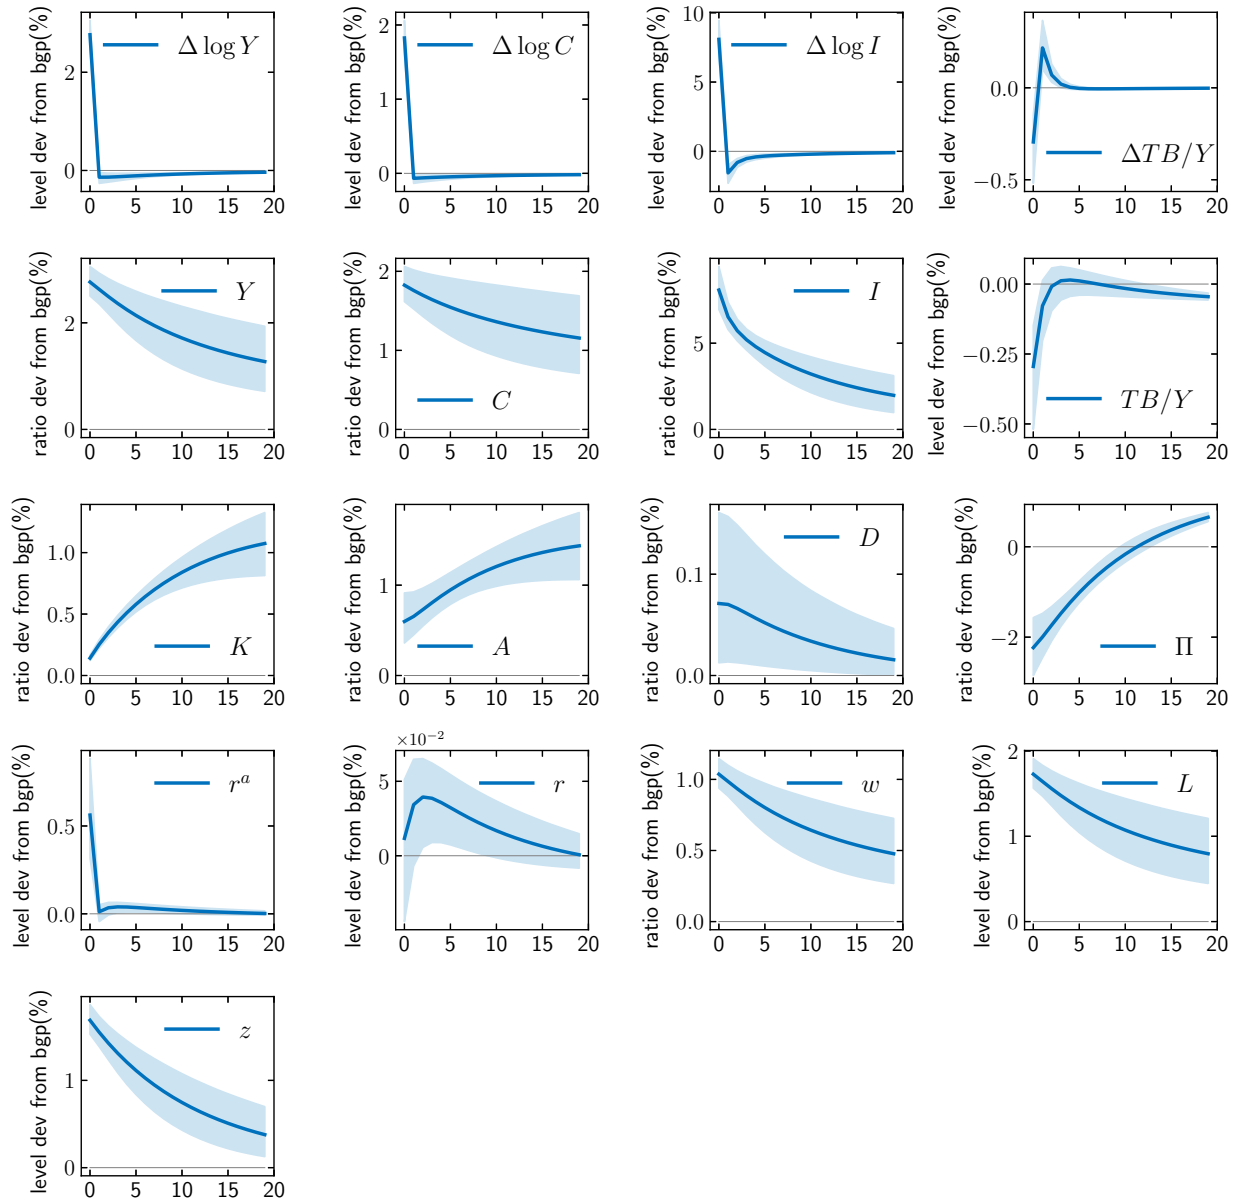 level dev from bgp(%)
Δ log Y
2
0
0 5 10 15 20
level dev from bgp(%)
Δ log C
2
1
0
0 5 10 15 20
level dev from bgp(%)
Δ log I
10
5
0
0 5 10 15 20
level dev from bgp(%)
ΔTB/Y
0.0
−0.5
0 5 10 15 20
ratio dev from bgp(%)
Y
2
0
0 5 10 15 20
ratio dev from bgp(%)
C
2
1
0
0 5 10 15 20
ratio dev from bgp(%)
I
5
0
0 5 10 15 20
level dev from bgp(%)
TB/Y
0.00
−0.25
−0.50
0 5 10 15 20
ratio dev from bgp(%)
K
1.0
0.5
0.0
0 5 10 15 20
ratio dev from bgp(%)
A
1
0
0 5 10 15 20
ratio dev from bgp(%)
D
0.1
0.0
0 5 10 15 20
ratio dev from bgp(%)
Π
0
−2
0 5 10 15 20
level dev from bgp(%)
r^a
0.5
0.0
0 5 10 15 20
level dev from bgp(%)
×10⁻²
r
5
0
0 5 10 15 20
ratio dev from bgp(%)
w
1.0
0.5
0.0
0 5 10 15 20
level dev from bgp(%)
L
2
1
0
0 5 10 15 20
level dev from bgp(%)
z
1
0
0 5 10 15 20